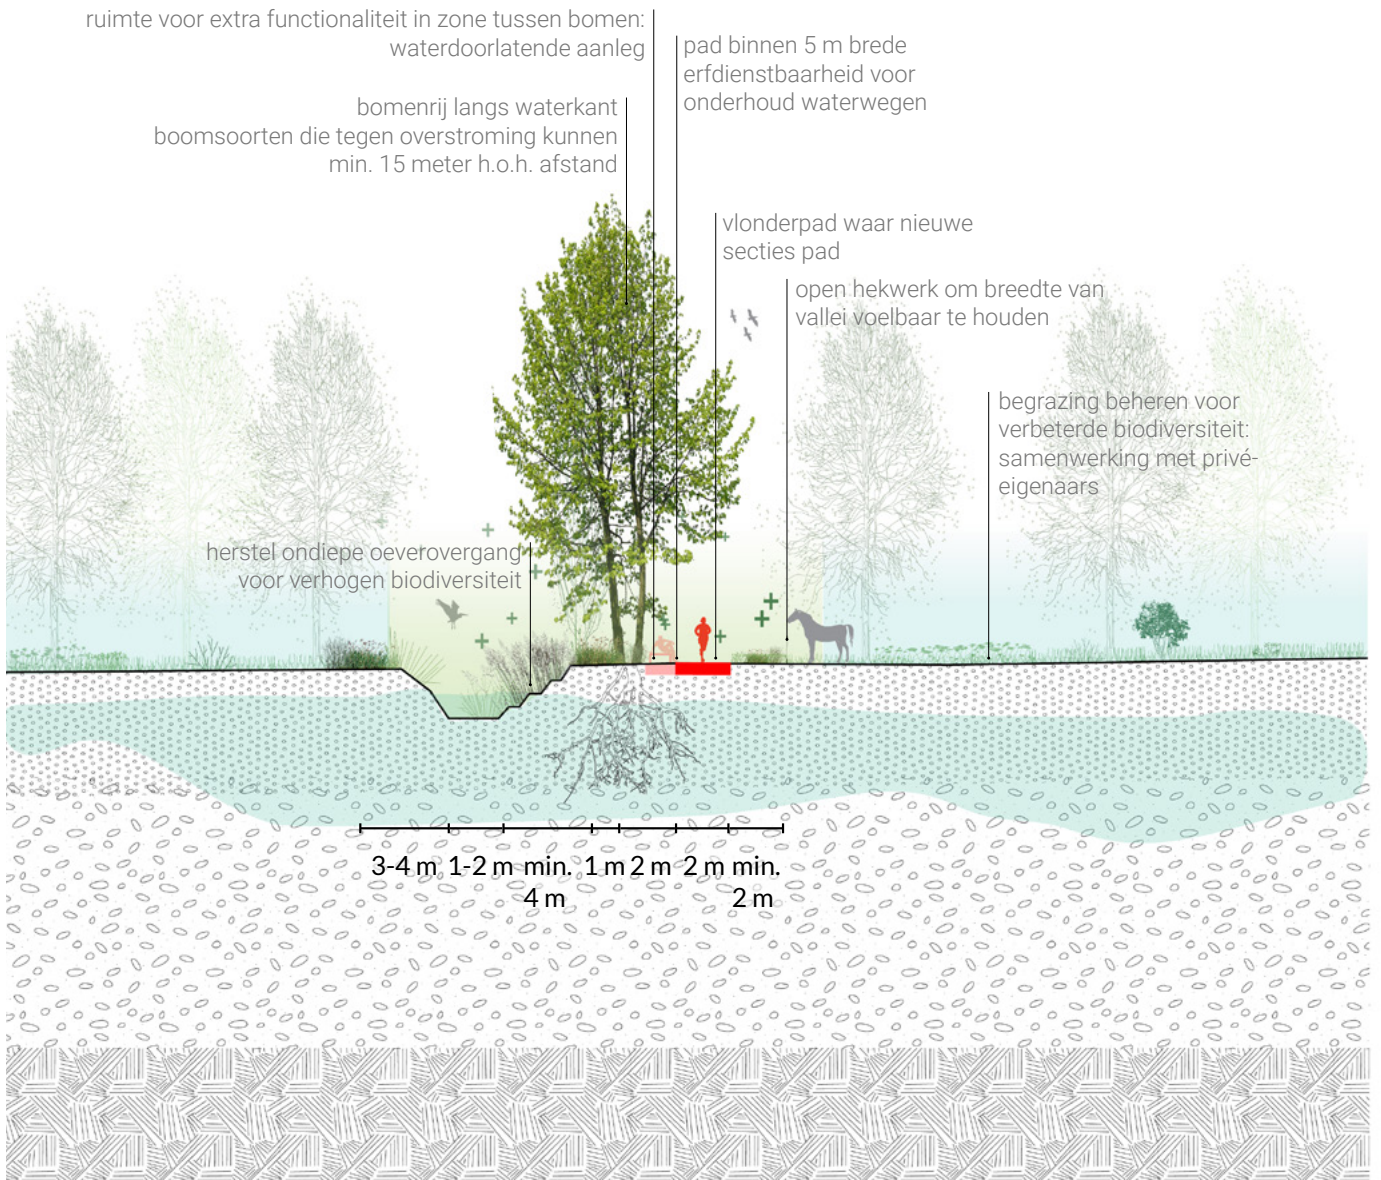 ruimte voor extra functionaliteit in zone tussen bomen:
waterdoorlatende aanleg
pad binnen 5 m brede
erfdienstbaarheid voor
onderhoud waterwegen
bomenrij langs waterkant
boomsoorten die tegen overstroming kunnen
min. 15 meter h.o.h. afstand
vlonderpad waar nieuwe
secties pad
open hekwerk om breedte van
vallei voelbaar te houden
begrazing beheren voor
verbeterde biodiversiteit:
samenwerking met privé-
eigenaars
herstel ondiepe oeverovergang
voor verhogen biodiversiteit
3-4 m 1-2 m min. 1 m 2 m 2 m min.
4 m 2 m